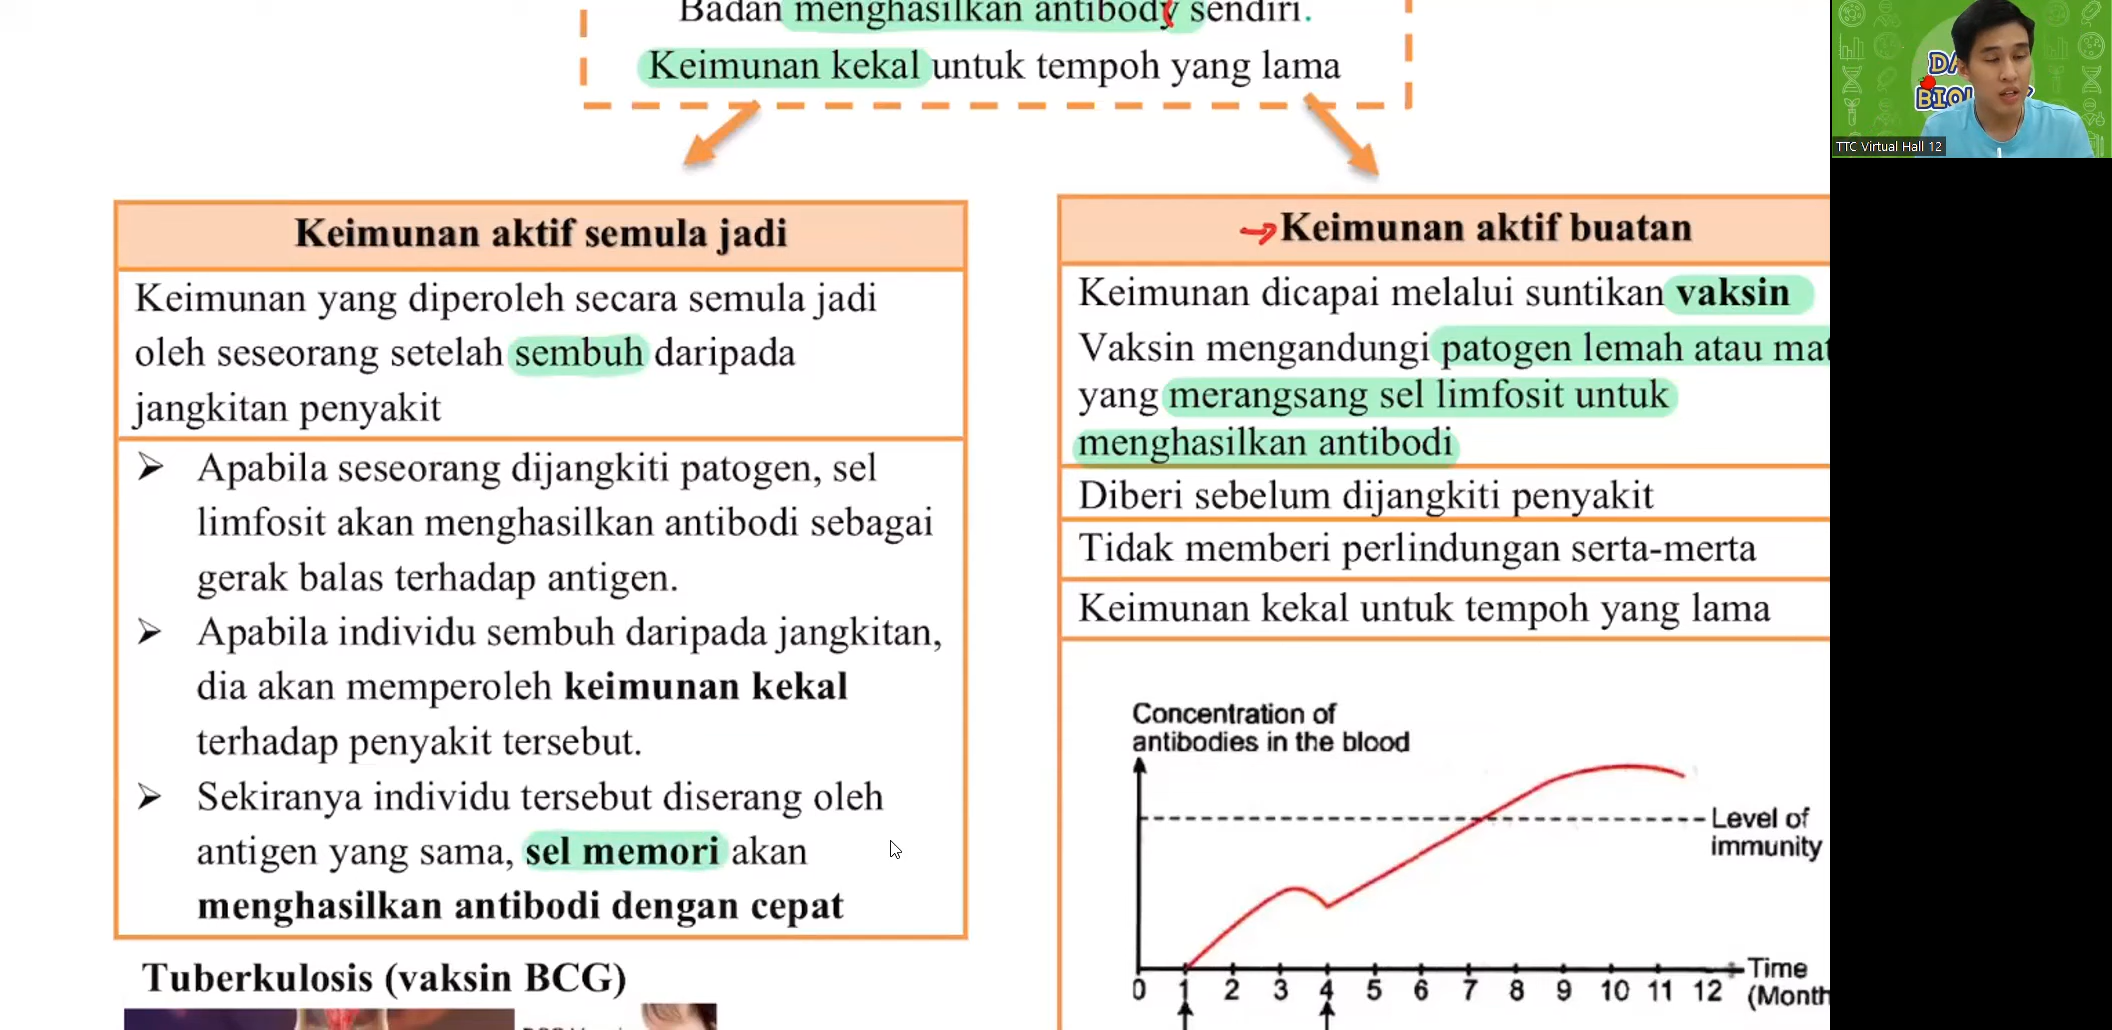 Badan menghasilkan antibody sendiri.
Keimunan kekal untuk tempoh yang lama
Keimunan aktif semula jadi
Keimunan yang diperoleh secara semula jadi
oleh seseorang setelah sembuh daripada
jangkitan penyakit
➢ Apabila seseorang dijangkiti patogen, sel
limfosit akan menghasilkan antibodi sebagai
gerak balas terhadap antigen.
➢ Apabila individu sembuh daripada jangkitan,
dia akan memperoleh keimunan kekal
terhadap penyakit tersebut.
➢ Sekiranya individu tersebut diserang oleh
antigen yang sama, sel memori akan
menghasilkan antibodi dengan cepat
Tuberkulosis (vaksin BCG)
Keimunan aktif buatan
Keimunan dicapai melalui suntikan vaksin
Vaksin mengandungi patogen lemah atau mat
yang merangsang sel limfosit untuk
menghasilkan antibodi
Diberi sebelum dijangkiti penyakit
Tidak memberi perlindungan serta-merta
Keimunan kekal untuk tempoh yang lama
Concentration of
antibodies in the blood
Level of
immunity
0 1 2 3 4 5 6 7 8 9 10 11 12
Time
(Month
TTC Virtual Hall 12